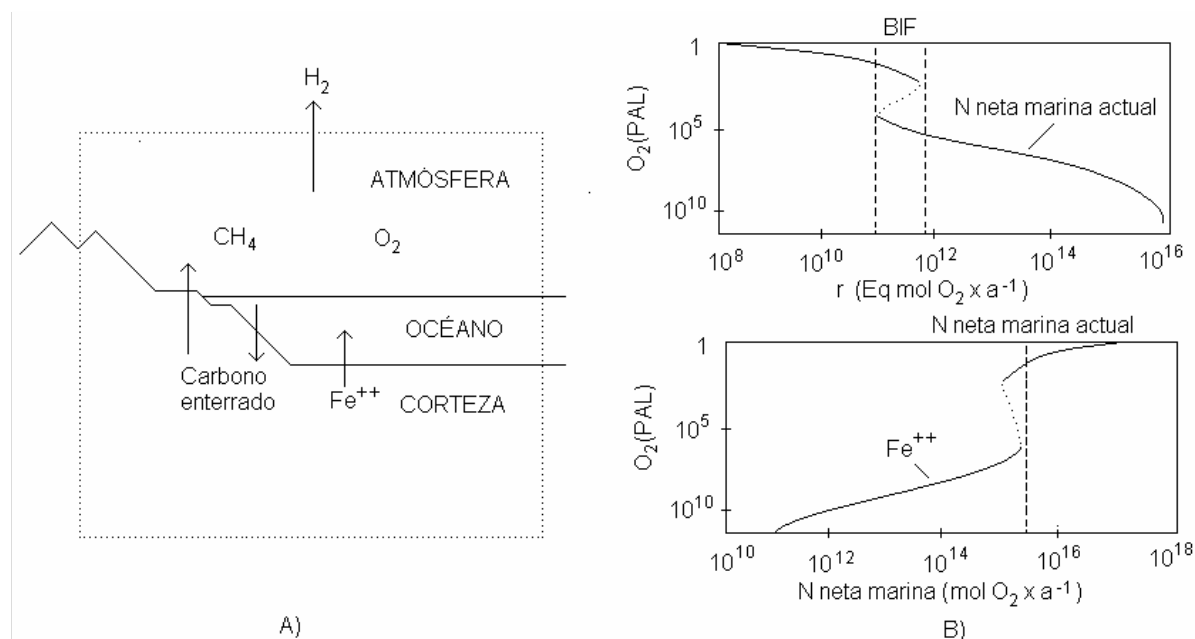 H2
ATMÓSFERA
CH4
O2
OCÉANO
Carbono
enterrado
Fe++
CORTEZA
A)
BIF
1
10^5
10^10
O2(PAL)
N neta marina actual
10^8
10^10
10^12
10^14
10^16
r (Eq mol O2 x a-1)
N neta marina actual
1
10^5
10^10
O2(PAL)
Fe++
10^10
10^12
10^14
10^16
10^18
N neta marina (mol O2 x a-1)
B)